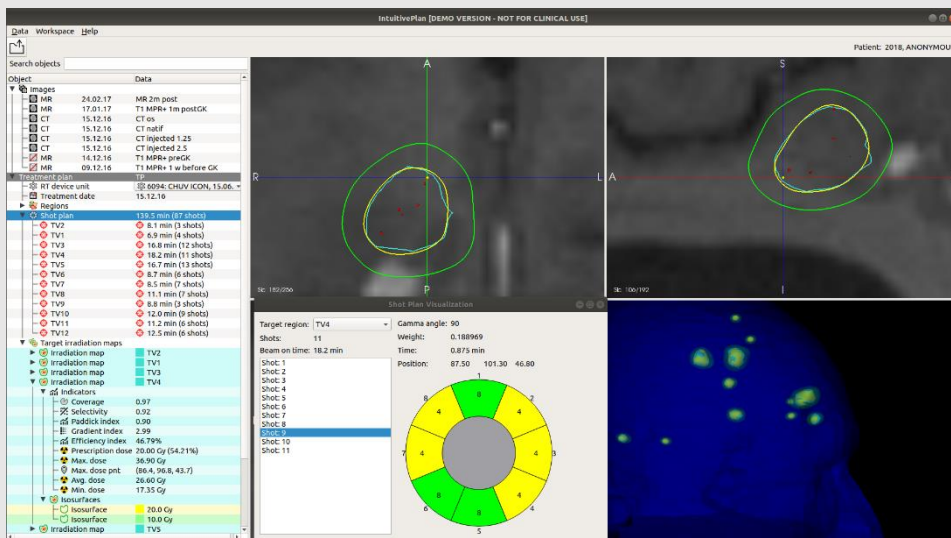 IntuitivePlan [DEMO VERSION - NOT FOR CLINICAL USE]
Data Workspace Help
Patient: 2018, ANONYMOU
Search objects
Object Data
Images
MR 24.02.17 MR 2m post
MR 17.01.17 T1 MPR+ 1m postGK
CT 15.12.16 CT os
CT 15.12.16 CT natif
CT 15.12.16 CT injected 1.25
CT 15.12.16 CT injected 2.5
MR 14.12.16 T1 MPR+ preGK
MR 09.12.16 T1 MPR+ 1 w before GK
Treatment plan TP
RT device unit 6094: CHUV ICON, 15.06.
Treatment date 15.12.16
Regions
Shot plan 139.5 min (87 shots)
TV2 8.1 min (3 shots)
TV1 6.9 min (4 shots)
TV3 16.8 min (12 shots)
TV4 18.2 min (11 shots)
TV5 16.7 min (13 shots)
TV6 8.7 min (6 shots)
TV7 8.5 min (7 shots)
TV8 11.1 min (7 shots)
TV9 8.8 min (3 shots)
TV10 12.0 min (9 shots)
TV11 11.2 min (6 shots)
TV12 12.5 min (6 shots)
Target irradiation maps
Irradiation map TV2
Irradiation map TV1
Irradiation map TV3
Irradiation map TV4
Indicators
Coverage 0.97
Selectivity 0.92
Paddick index 0.90
Gradient index 2.99
Efficiency index 46.79%
Prescription dose 20.00 Gy (54.21%)
Max. dose 36.90 Gy
Max. dose pnt (86.4, 96.8, 43.7)
Avg. dose 26.60 Gy
Min. dose 17.35 Gy
Isosurfaces
Isosurface 20.0 Gy
Isosurface 10.0 Gy
Irradiation map TV5
A
R
L
P
Slc: 182/256
S
A
I
Slc: 106/192
Shot Plan Visualization
Target region: TV4
Shots: 11
Beam on time: 18.2 min
Shot: 1
Shot: 2
Shot: 3
Shot: 4
Shot: 5
Shot: 6
Shot: 7
Shot: 8
Shot: 9
Shot: 10
Shot: 11
Gamma angle: 90
Weight: 0.188969
Time: 0.875 min
Position: 87.50 101.30 46.80
1
8
8 4 4 2
7 4 4 3
6 8 4 4
8
5